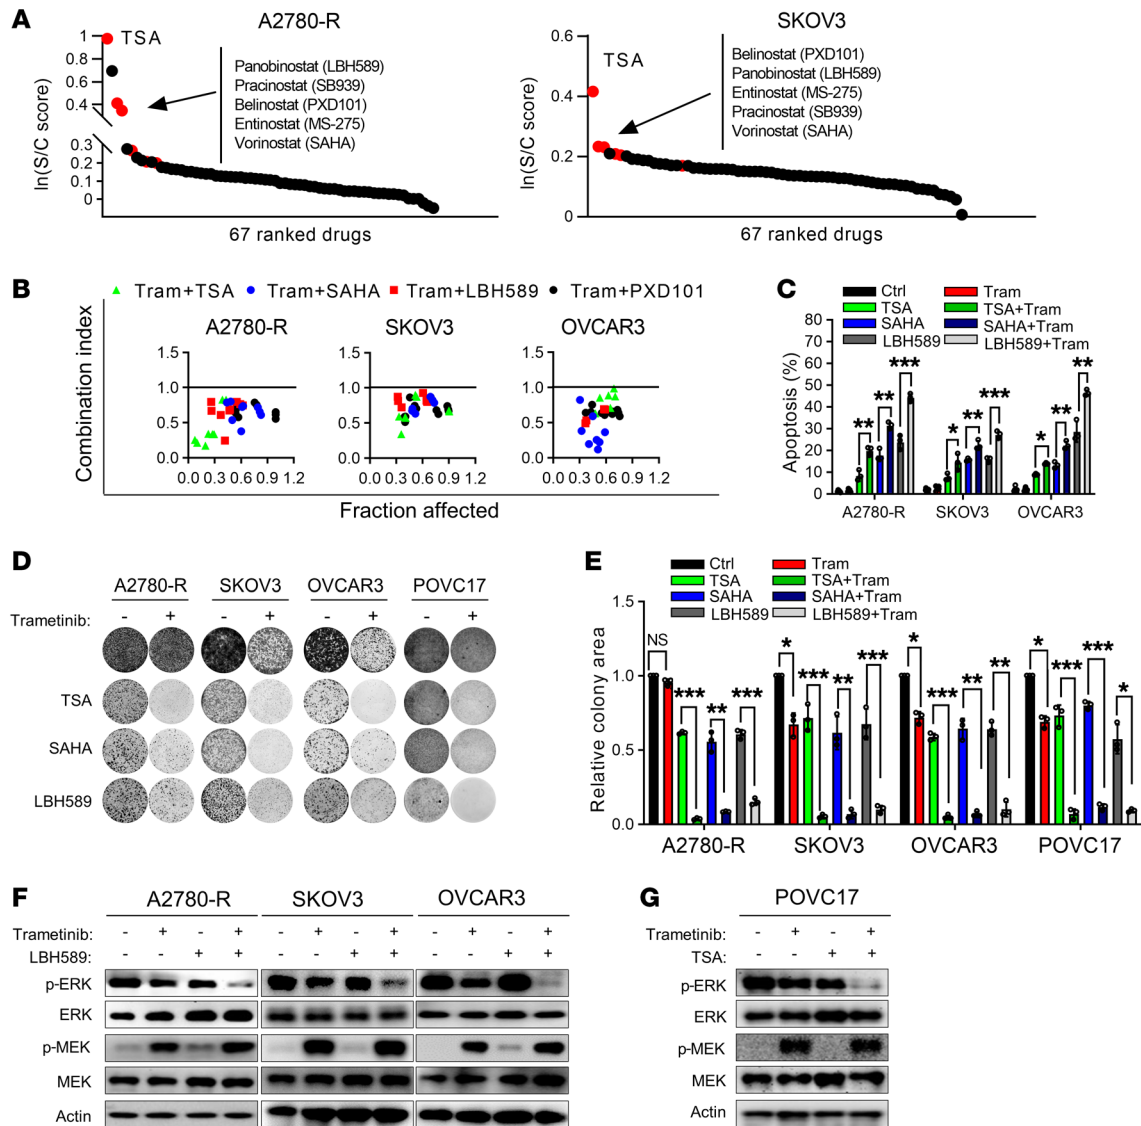 A
A2780-R
ln(S/C score)
1
0.8
0.6
0.4
0.3
0.2
0.1
0
TSA
Panobinostat (LBH589)
Pracinostat (SB939)
Belinostat (PXD101)
Entinostat (MS-275)
Vorinostat (SAHA)
67 ranked drugs
SKOV3
ln(S/C score)
0.6
0.4
0.2
0
TSA
Belinostat (PXD101)
Panobinostat (LBH589)
Entinostat (MS-275)
Pracinostat (SB939)
Vorinostat (SAHA)
67 ranked drugs
B
Tram+TSA Tram+SAHA Tram+LBH589 Tram+PXD101
A2780-R SKOV3 OVCAR3
Combination index
1.5 1.5 1.5
1.0 1.0 1.0
0.5 0.5 0.5
0.0 0.0 0.0
0.0 0.3 0.6 0.9 1.2 0.0 0.3 0.6 0.9 1.2 0.0 0.3 0.6 0.9 1.2
Fraction affected
C
Ctrl Tram
TSA TSA+Tram
SAHA SAHA+Tram
LBH589 LBH589+Tram
Apoptosis (%)
80
70
60
50
40
30
20
10
0
** ** ***
* ** ***
* ** **
A2780-R SKOV3 OVCAR3
D
A2780-R SKOV3 OVCAR3 POVC17
Trametinib: - + - + - + - +
TSA
SAHA
LBH589
E
Ctrl Tram
TSA TSA+Tram
SAHA SAHA+Tram
LBH589 LBH589+Tram
Relative colony area
1.5
1.0
0.5
0.0
NS *** ** ***
* *** ** ***
* *** ** **
* *** *** *
A2780-R SKOV3 OVCAR3 POVC17
F
A2780-R SKOV3 OVCAR3
Trametinib: - + - + - + - + - + - +
LBH589: - - + + - - + + - - + +
p-ERK
ERK
p-MEK
MEK
Actin
G
POVC17
Trametinib: - + - +
TSA: - - + +
p-ERK
ERK
p-MEK
MEK
Actin